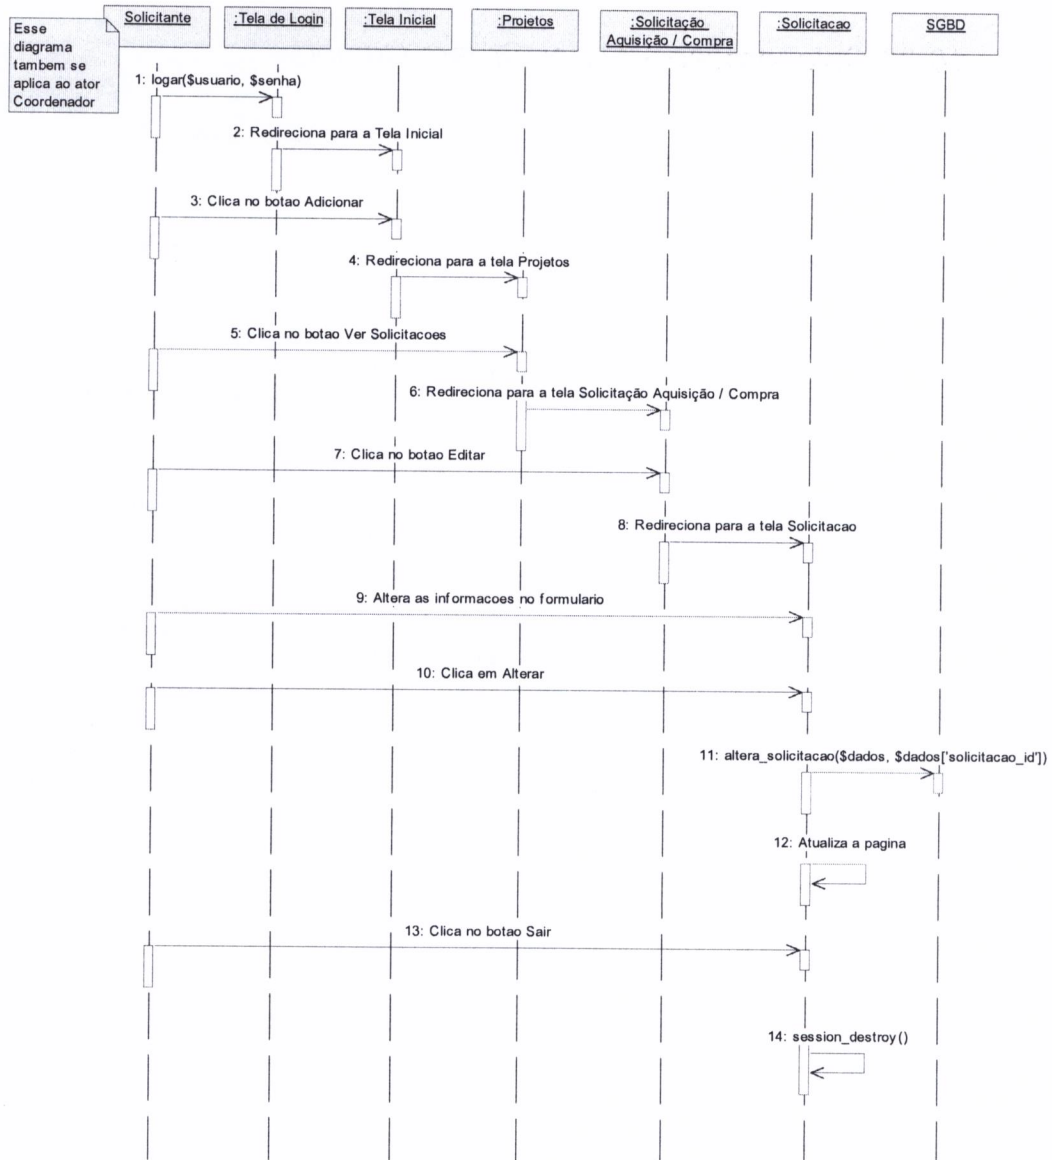 Esse
diagrama
tambem se
aplica ao ator
Coordenador
Solicitante
:Tela de Login
:Tela Inicial
:Projetos
:Solicitação
Aquisição / Compra
:Solicitacao
SGBD
1: logar($usuario, $senha)
2: Redireciona para a Tela Inicial
3: Clica no botao Adicionar
4: Redireciona para a tela Projetos
5: Clica no botao Ver Solicitacoes
6: Redireciona para a tela Solicitação Aquisição / Compra
7: Clica no botao Editar
8: Redireciona para a tela Solicitacao
9: Altera as informacoes no formulario
10: Clica em Alterar
11: altera_solicitacao($dados, $dados['solicitacao_id'])
12: Atualiza a pagina
13: Clica no botao Sair
14: session_destroy()